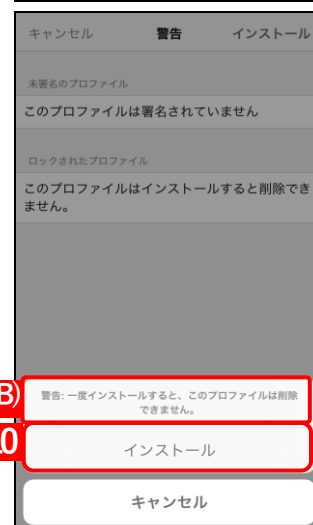 キャンセル 警告 インストール
未署名のプロファイル
このプロファイルは署名されていません
ロックされたプロファイル
このプロファイルはインストールすると削除でき
ません。
B)
警告: 一度インストールすると、このプロファイルは削除
できません。
10
インストール
キャンセル